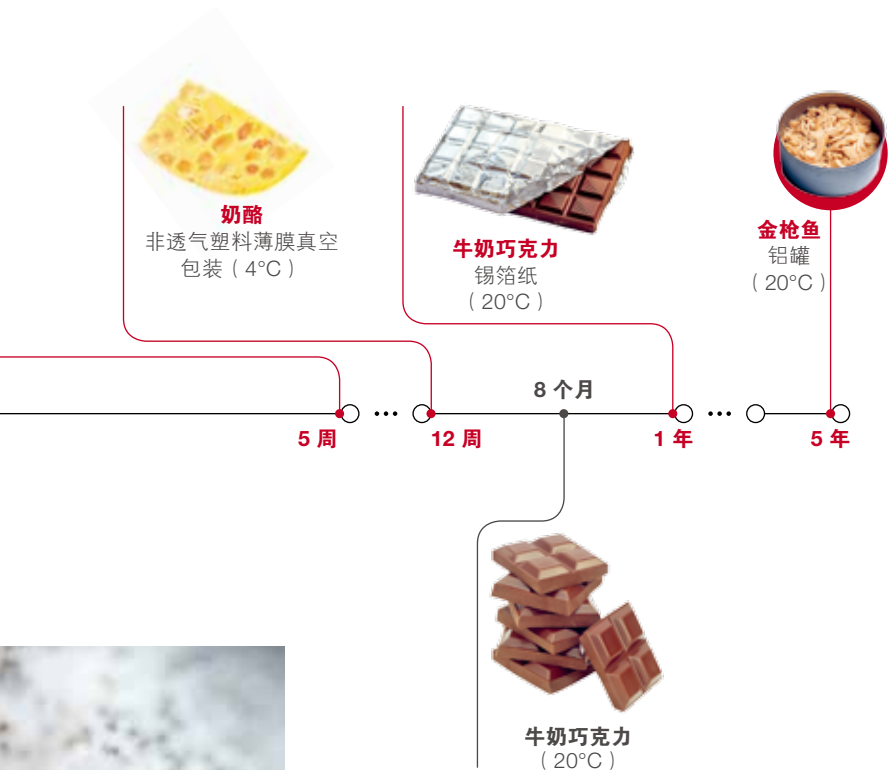 奶酪
非透气塑料薄膜真空
包装（4°C）
牛奶巧克力
锡箔纸
（20°C）
金枪鱼
铝罐
（20°C）
8 个月
5 周
12 周
1 年
5 年
牛奶巧克力
（20°C）